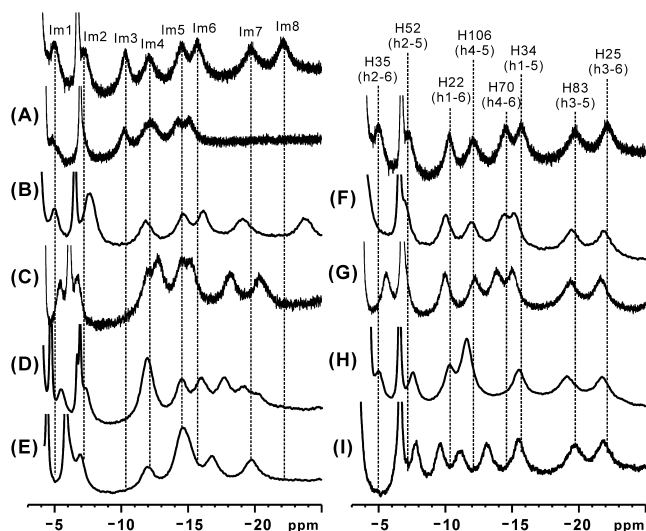 Im1 Im2 Im3 Im4 Im5 Im6 Im7 Im8
(A)
(B)
(C)
(D)
(E)
−5 −10 −15 −20 ppm
H35 (h2-6)
H52 (h2-5)
H22 (h1-6)
H106 (h4-5)
H70 (h4-6)
H34 (h1-5)
H83 (h3-5)
H25 (h3-6)
(F)
(G)
(H)
(I)
−5 −10 −15 −20 ppm